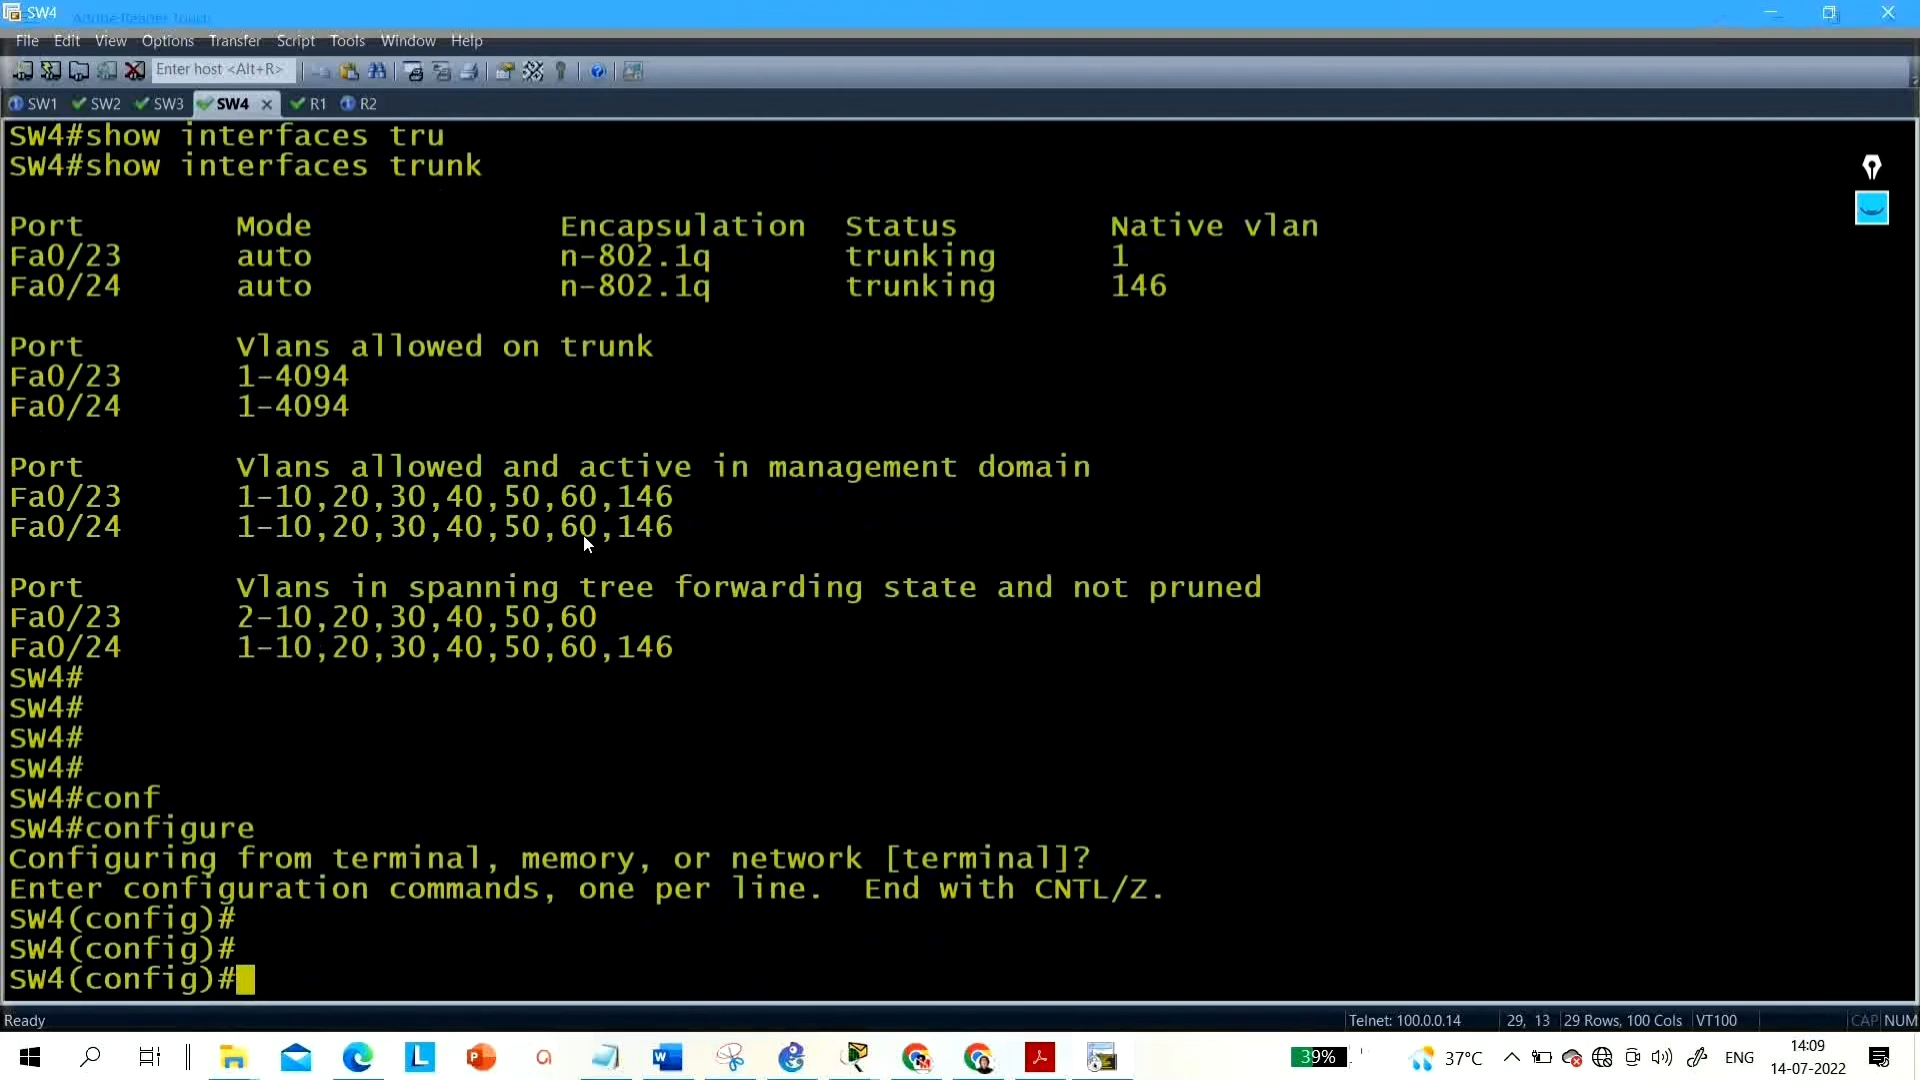 SW4
Adobe Reader Touch
File Edit View Options Transfer Script Tools Window Help
Enter host <Alt+R>
SW1 SW2 SW3 SW4 R1 R2
SW4#show interfaces tru
SW4#show interfaces trunk
Port Mode Encapsulation Status Native vlan
Fa0/23 auto n-802.1q trunking 1
Fa0/24 auto n-802.1q trunking 146
Port Vlans allowed on trunk
Fa0/23 1-4094
Fa0/24 1-4094
Port Vlans allowed and active in management domain
Fa0/23 1-10,20,30,40,50,60,146
Fa0/24 1-10,20,30,40,50,60,146
Port Vlans in spanning tree forwarding state and not pruned
Fa0/23 2-10,20,30,40,50,60
Fa0/24 1-10,20,30,40,50,60,146
SW4#
SW4#
SW4#
SW4#
SW4#conf
SW4#configure
Configuring from terminal, memory, or network [terminal]?
Enter configuration commands, one per line. End with CNTL/Z.
SW4(config)#
SW4(config)#
SW4(config)#
Ready Telnet: 100.0.0.14 29, 13 29 Rows, 100 Cols VT100 CAP NUM
39% 37°C ENG 14:09
14-07-2022